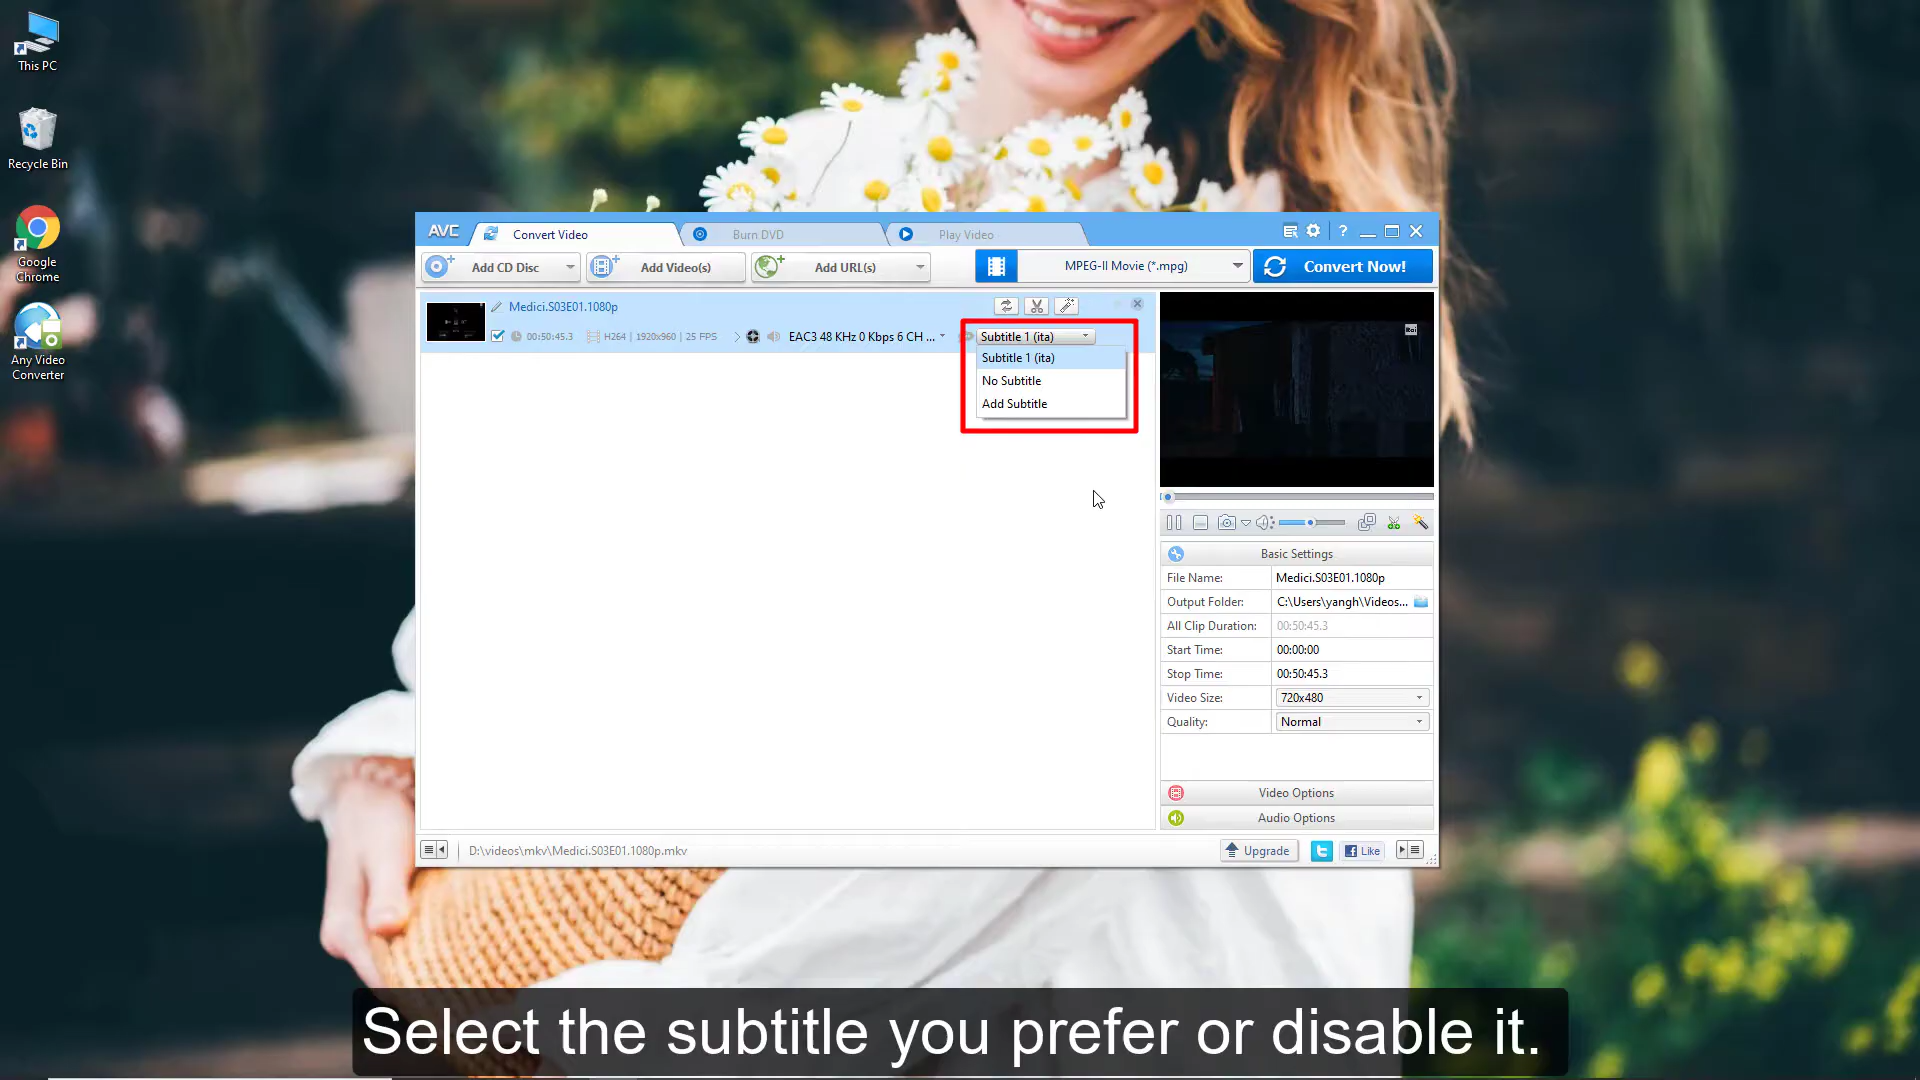 This PC
Recycle Bin
Google
Chrome
Any Video
Converter
AVC
Convert Video
Burn DVD
Play Video
?
Add CD Disc
Add Video(s)
Add URL(s)
MPEG-II Movie (*.mpg)
Convert Now!
Medici.S03E01.1080p
00:50:45.3
H264 | 1920x960 | 25 FPS
EAC3 48 KHz 0 Kbps 6 CH ...
Subtitle 1 (ita)
Subtitle 1 (ita)
No Subtitle
Add Subtitle
Rai
Basic Settings
File Name: Medici.S03E01.1080p
Output Folder: C:\Users\yangh\Videos...
All Clip Duration: 00:50:45.3
Start Time: 00:00:00
Stop Time: 00:50:45.3
Video Size: 720x480
Quality: Normal
Video Options
Audio Options
D:\videos\mkv\Medici.S03E01.1080p.mkv
Upgrade
Like
Select the subtitle you prefer or disable it.